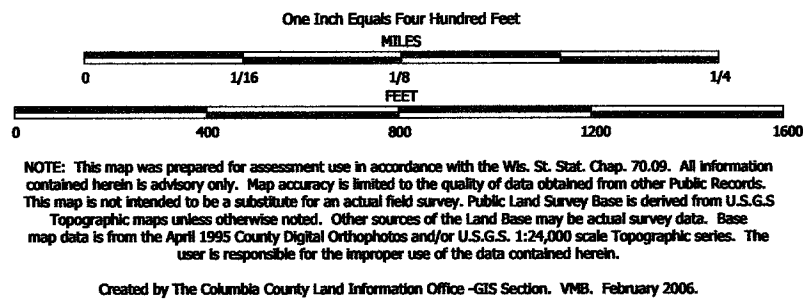 One Inch Equals Four Hundred Feet
MILES
0 1/16 1/8 1/4
FEET
0 400 800 1200 1600
NOTE: This map was prepared for assessment use in accordance with the Wis. St. Stat. Chap. 70.09. All information
contained herein is advisory only. Map accuracy is limited to the quality of data obtained from other Public Records.
This map is not intended to be a substitute for an actual field survey. Public Land Survey Base is derived from U.S.G.S
Topographic maps unless otherwise noted. Other sources of the Land Base may be actual survey data. Base
map data is from the April 1995 County Digital Orthophotos and/or U.S.G.S. 1:24,000 scale Topographic series. The
user is responsible for the improper use of the data contained herein.
Created by The Columbia County Land Information Office -GIS Section. VMB. February 2006.